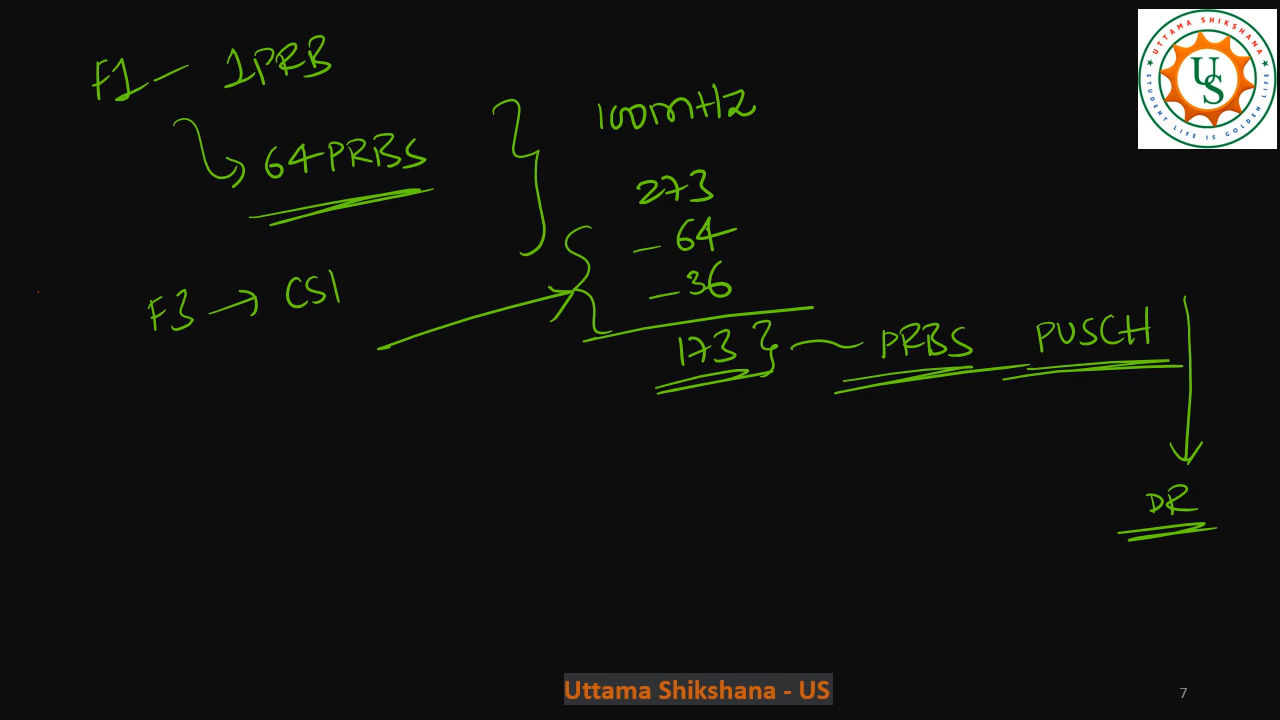 F1 — 1PRB
64 PRBS
F3 → CSI
100MHz
273
- 64
- 36
173 } — PRBS PUSCH
DR
UTTAMA SHIKSHANA
US
STUDENT LIFE IS GOLDEN LIFE
Uttama Shikshana - US
7